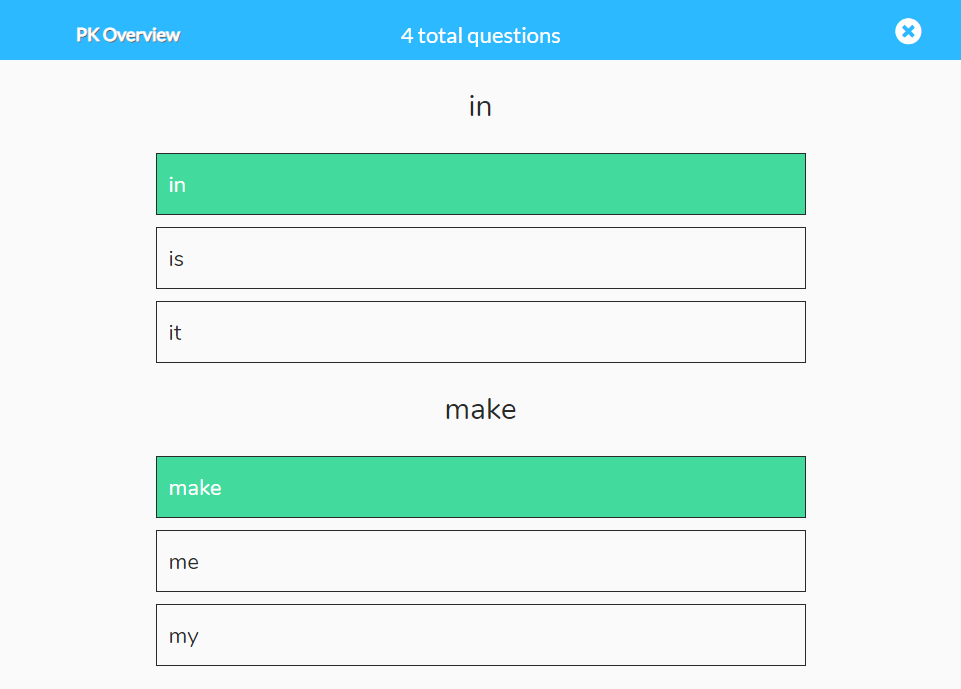 PK Overview
4 total questions
in
in
is
it
make
make
me
my